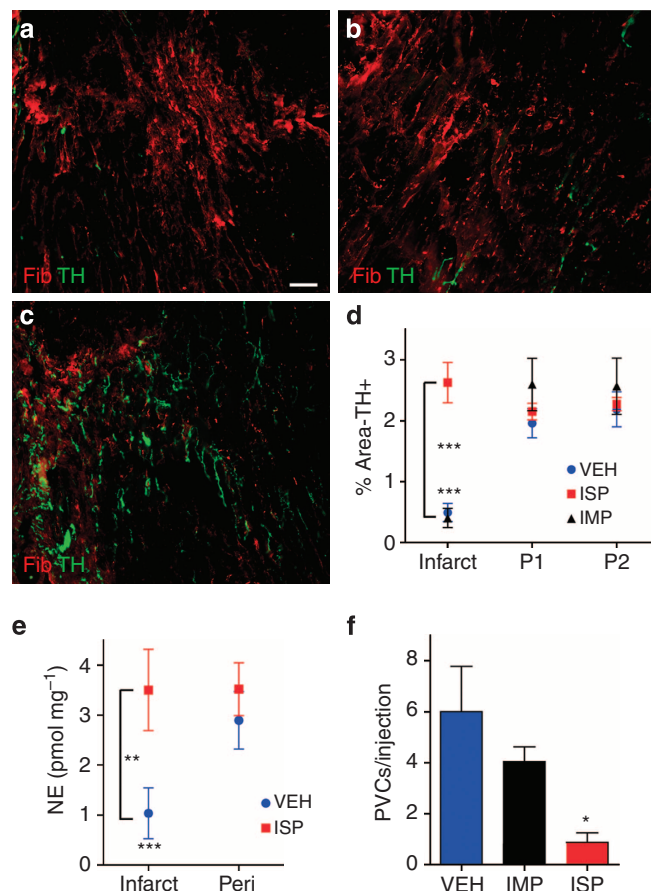 a
b
Fib TH
Fib TH
c
Fib TH
d
% Area-TH+
3
2
1
0
***
***
VEH
ISP
IMP
Infarct P1 P2
e
NE (pmol mg⁻¹)
4
3
2
1
0
**
***
VEH
ISP
Infarct Peri
f
PVCs/injection
8
6
4
2
0
*
VEH IMP ISP